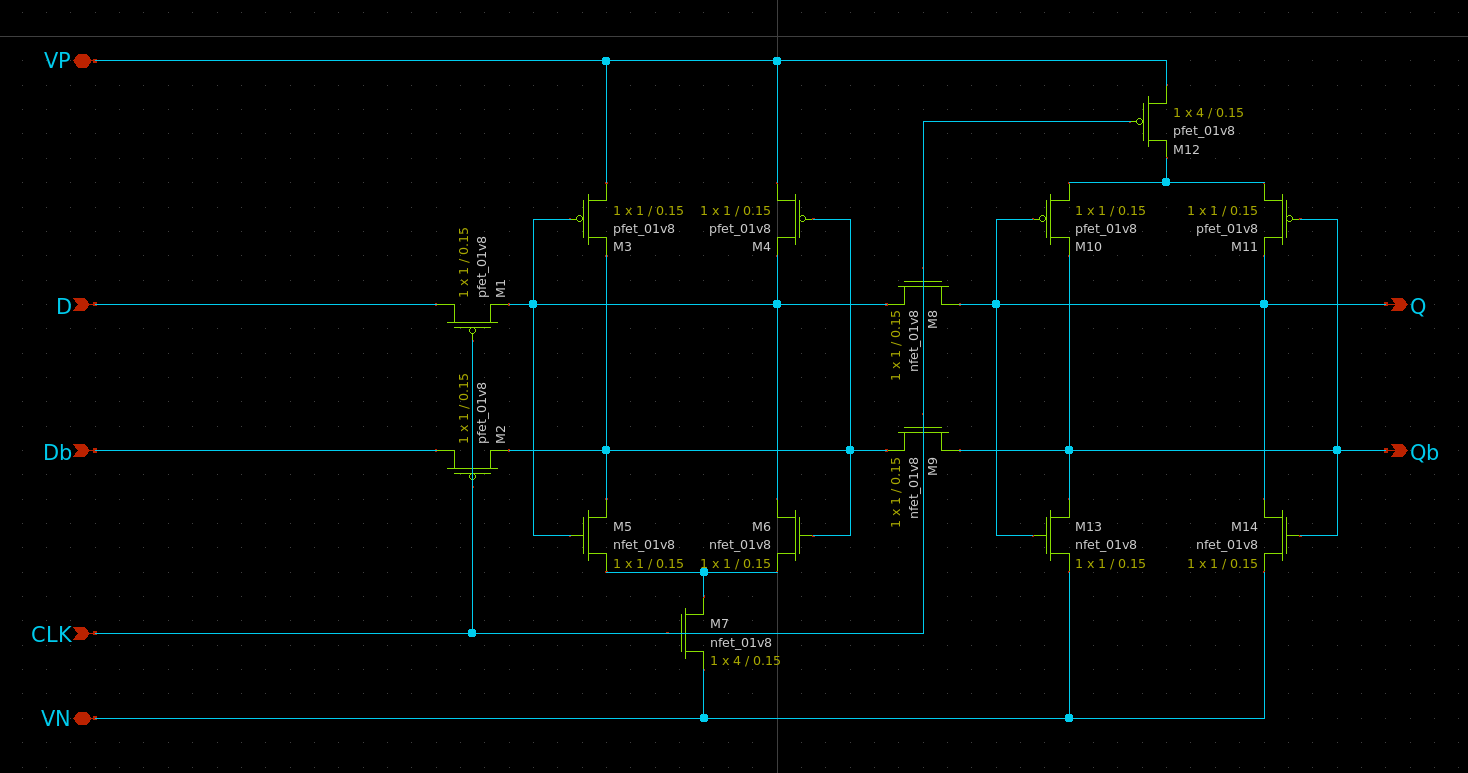 VP
1 x 4 / 0.15
pfet_01v8
M12
1 x 1 / 0.15
pfet_01v8
M3
1 x 1 / 0.15
pfet_01v8
M4
1 x 1 / 0.15
pfet_01v8
M10
1 x 1 / 0.15
pfet_01v8
M11
1 x 1 / 0.15
pfet_01v8
M1
D
Q
1 x 1 / 0.15
nfet_01v8
M8
1 x 1 / 0.15
pfet_01v8
M2
Db
Qb
1 x 1 / 0.15
nfet_01v8
M9
M5
nfet_01v8
1 x 1 / 0.15
M6
nfet_01v8
1 x 1 / 0.15
M13
nfet_01v8
1 x 1 / 0.15
M14
nfet_01v8
1 x 1 / 0.15
CLK
M7
nfet_01v8
1 x 4 / 0.15
VN